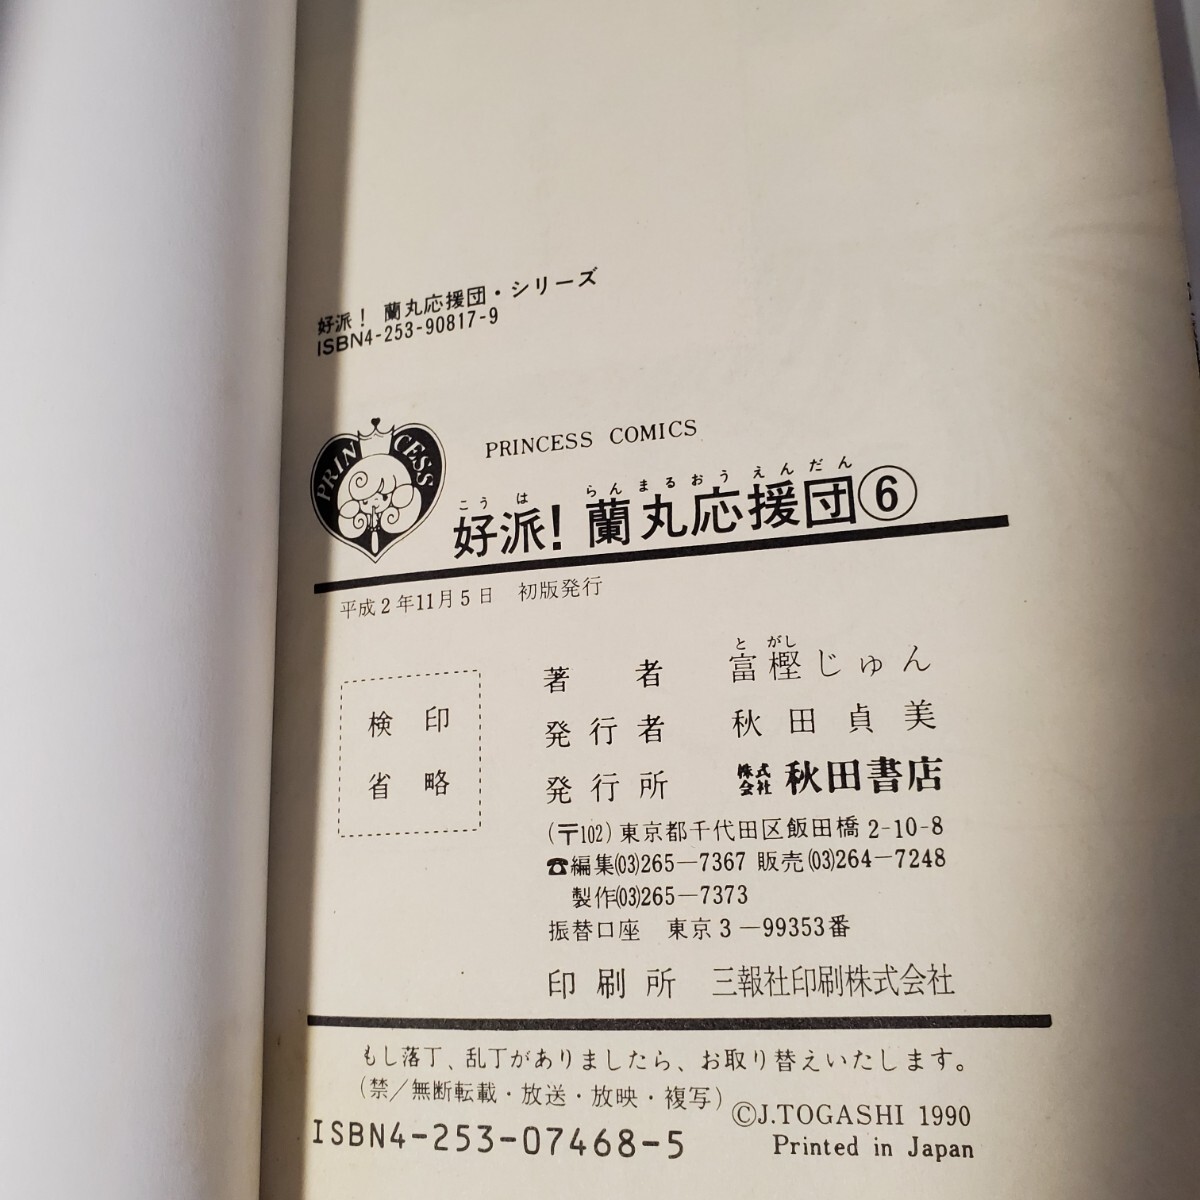 好派！ 蘭丸応援団・シリーズ
ISBN4-253-90817-9
PRINCESS
PRINCESS COMICS
こうは らんまるおうえんだん
好派！ 蘭丸応援団⑥
平成2年11月5日 初版発行
検印
省略
とがし
著者 富樫じゅん
発行者 秋田貞美
発行所 株式会社 秋田書店
(〒102)東京都千代田区飯田橋2-10-8
☎編集(03)265―7367 販売(03)264―7248
製作(03)265―7373
振替口座 東京3―99353番
印刷所 三報社印刷株式会社
もし落丁、乱丁がありましたら、お取り替えいたします。
(禁/無断転載・放送・放映・複写)
©J.TOGASHI 1990
ISBN4-253-07468-5
Printed in Japan